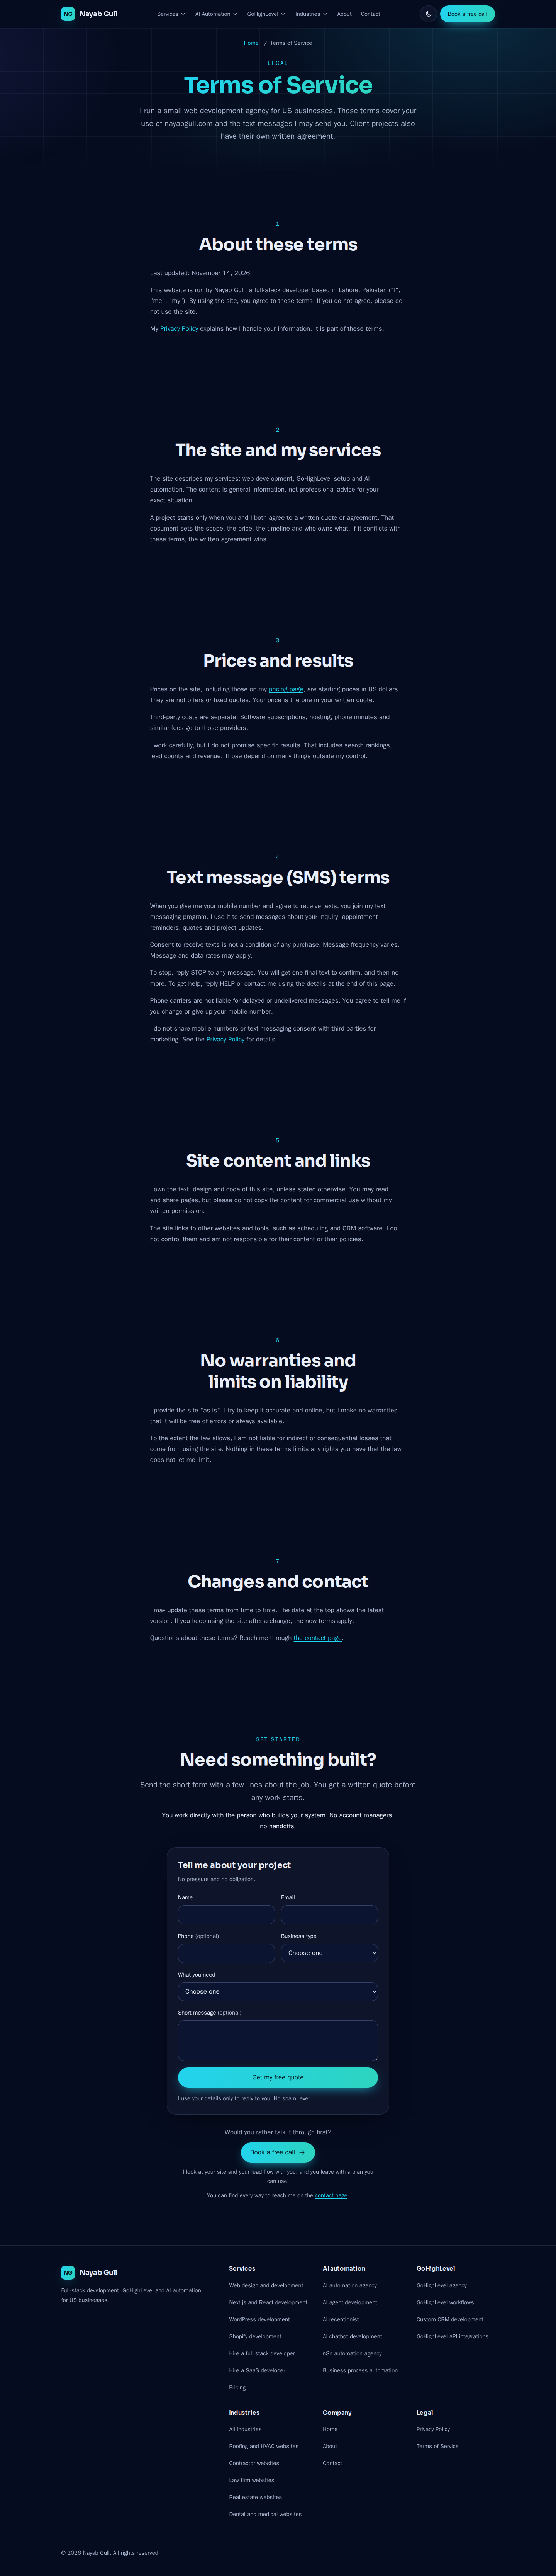 NG Nayab Gull Services AI Automation GoHighLevel Industries About Contact Book a free call
Home / Terms of Service
LEGAL
Terms of Service
I run a small web development agency for US businesses. These terms cover your
use of nayabgull.com and the text messages I may send you. Client projects also
have their own written agreement.
1
About these terms
Last updated: November 14, 2026.
This website is run by Nayab Gull, a full-stack developer based in Lahore, Pakistan ("I",
"me", "my"). By using the site, you agree to these terms. If you do not agree, please do
not use the site.
My Privacy Policy explains how I handle your information. It is part of these terms.
2
The site and my services
The site describes my services: web development, GoHighLevel setup and AI
automation. The content is general information, not professional advice for your
exact situation.
A project starts only when you and I both agree to a written quote or agreement. That
document sets the scope, the price, the timeline and who owns what. If it conflicts with
these terms, the written agreement wins.
3
Prices and results
Prices on the site, including those on my pricing page, are starting prices in US dollars.
They are not offers or fixed quotes. Your price is the one in your written quote.
Third-party costs are separate. Software subscriptions, hosting, phone minutes and
similar fees go to those providers.
I work carefully, but I do not promise specific results. That includes search rankings,
lead counts and revenue. Those depend on many things outside my control.
4
Text message (SMS) terms
When you give me your mobile number and agree to receive texts, you join my text
messaging program. I use it to send messages about your inquiry, appointment
reminders, quotes and project updates.
Consent to receive texts is not a condition of any purchase. Message frequency varies.
Message and data rates may apply.
To stop, reply STOP to any message. You will get one final text to confirm, and then no
more. To get help, reply HELP or contact me using the details at the end of this page.
Phone carriers are not liable for delayed or undelivered messages. You agree to tell me if
you change or give up your mobile number.
I do not share mobile numbers or text messaging consent with third parties for
marketing. See the Privacy Policy for details.
5
Site content and links
I own the text, design and code of this site, unless stated otherwise. You may read
and share pages, but please do not copy the content for commercial use without my
written permission.
The site links to other websites and tools, such as scheduling and CRM software. I do
not control them and am not responsible for their content or their policies.
6
No warranties and
limits on liability
I provide the site "as is". I try to keep it accurate and online, but I make no warranties
that it will be free of errors or always available.
To the extent the law allows, I am not liable for indirect or consequential losses that
come from using the site. Nothing in these terms limits any rights you have that the law
does not let me limit.
7
Changes and contact
I may update these terms from time to time. The date at the top shows the latest
version. If you keep using the site after a change, the new terms apply.
Questions about these terms? Reach me through the contact page.
GET STARTED
Need something built?
Send the short form with a few lines about the job. You get a written quote before
any work starts.
You work directly with the person who builds your system. No account managers,
no handoffs.
Tell me about your project
No pressure and no obligation.
Name Email
Phone (optional) Business type
Choose one
What you need
Choose one
Short message (optional)
Get my free quote
I use your details only to reply to you. No spam, ever.
Would you rather talk it through first?
Book a free call →
I look at your site and your lead flow with you, and you leave with a plan you
can use.
You can find every way to reach me on the contact page.
NG Nayab Gull
Full-stack development, GoHighLevel and AI automation
for US businesses.
Services
Web design and development
Next.js and React development
WordPress development
Shopify development
Hire a full stack developer
Hire a SaaS developer
Pricing
AI automation
AI automation agency
AI agent development
AI receptionist
AI chatbot development
n8n automation agency
Business process automation
GoHighLevel
GoHighLevel agency
GoHighLevel workflows
Custom CRM development
GoHighLevel API integrations
Industries
All industries
Roofing and HVAC websites
Contractor websites
Law firm websites
Real estate websites
Dental and medical websites
Company
Home
About
Contact
Legal
Privacy Policy
Terms of Service
© 2026 Nayab Gull. All rights reserved.